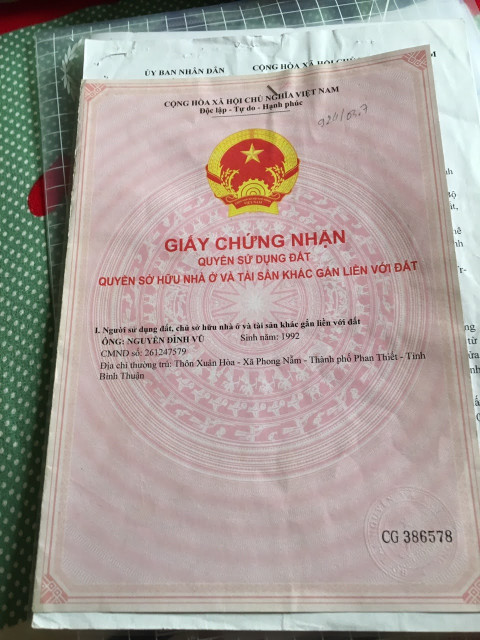 ỦY BAN NHÂN DÂN CỘNG HÒA XÃ HỘI CHỦ
CỘNG HÒA XÃ HỘI CHỦ NGHĨA VIỆT NAM
Độc lập - Tự do - Hạnh phúc
GIẤY CHỨNG NHẬN
QUYỀN SỬ DỤNG ĐẤT
QUYỀN SỞ HỮU NHÀ Ở VÀ TÀI SẢN KHÁC GẮN LIỀN VỚI ĐẤT
I. Người sử dụng đất, chủ sở hữu nhà ở và tài sản khác gắn liền với đất
ÔNG: NGUYỄN ĐÌNH VŨ Sinh năm: 1992
CMND số: 261247579
Địa chỉ thường trú: Thôn Xuân Hòa - Xã Phong Nẫm - Thành phố Phan Thiết - Tỉnh
Bình Thuận
CG 386578